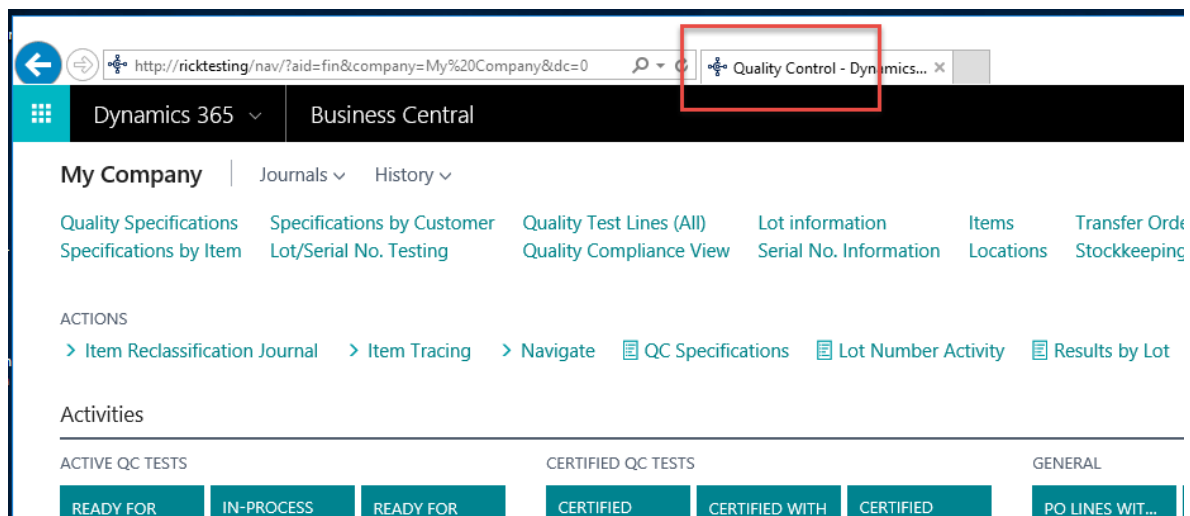 http://ricktesting/nav/?aid=fin&company=My%20Company&dc=0 Quality Control - Dynamics...
Dynamics 365 Business Central
My Company Journals History
Quality Specifications Specifications by Customer Quality Test Lines (All) Lot information Items Transfer Orde
Specifications by Item Lot/Serial No. Testing Quality Compliance View Serial No. Information Locations Stockkeeping
ACTIONS
Item Reclassification Journal Item Tracing Navigate QC Specifications Lot Number Activity Results by Lot
Activities
ACTIVE QC TESTS CERTIFIED QC TESTS GENERAL
READY FOR IN-PROCESS READY FOR CERTIFIED CERTIFIED WITH CERTIFIED PO LINES WIT...